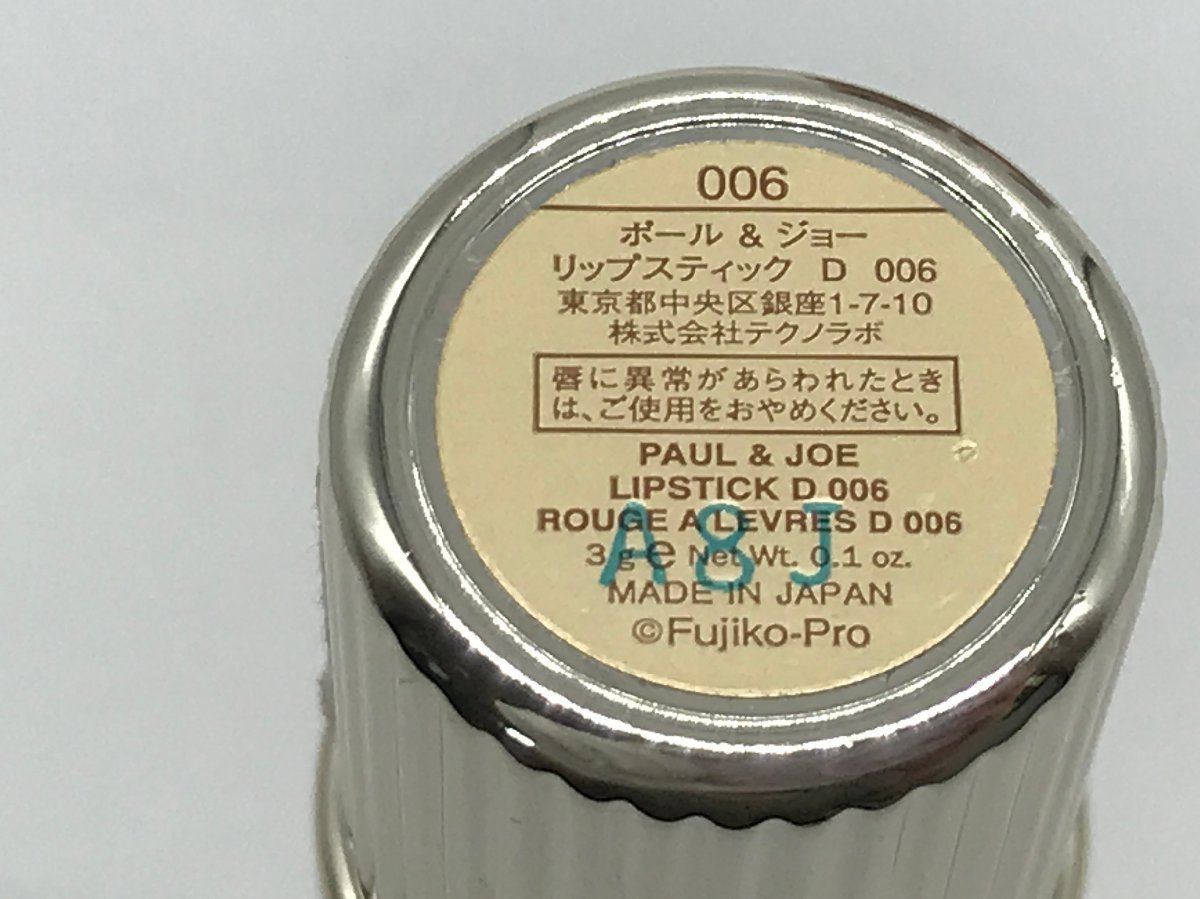 006
ポール & ジョー
リップスティック D 006
東京都中央区銀座1-7-10
株式会社テクノラボ
唇に異常があらわれたとき
は、ご使用をおやめください。
PAUL & JOE
LIPSTICK D 006
ROUGE A LEVRES D 006
3 g e Net Wt. 0.1 oz.
A8J
MADE IN JAPAN
©Fujiko-Pro